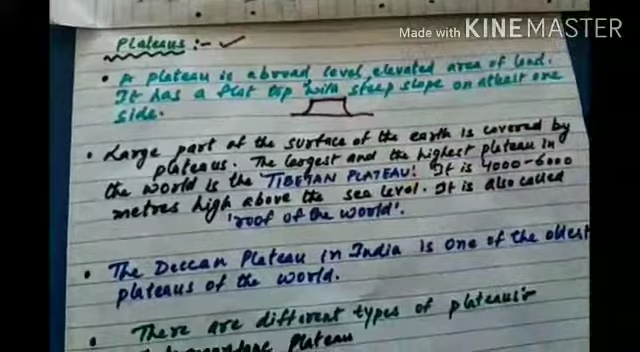 Made with KINEMASTER
Plateaus :-
• A plateau is a broad level, elevated area of land.
It has a flat top with steep slope on atleast one
side.
• Large part of the surface of the earth is covered by
plateaus. The largest and the highest plateau in
the world is the TIBETAN PLATEAU! It is 4000-6000
metres high above the sea level. It is also called
'roof of the world'.
• The Deccan Plateau in India is one of the oldest
plateaus of the world.
• There are different types of plateaus:-
Plateau